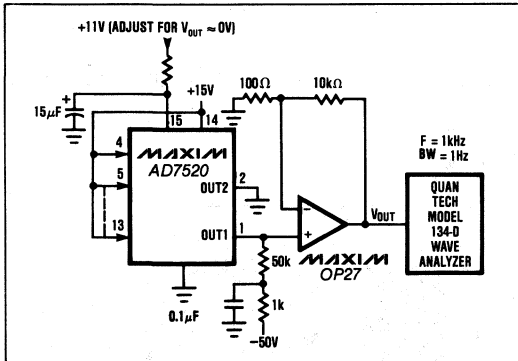 +11V (ADJUST FOR VOUT ≈ 0V)
+15V
15µF
+
15
14
100Ω
10kΩ
F = 1kHz
BW = 1Hz
4
5
13
MAXIM
AD7520
OUT2
2
OUT1
1
−
+
VOUT
QUAN
TECH
MODEL
134-D
WAVE
ANALYZER
MAXIM
OP27
50k
0.1µF
1k
−50V